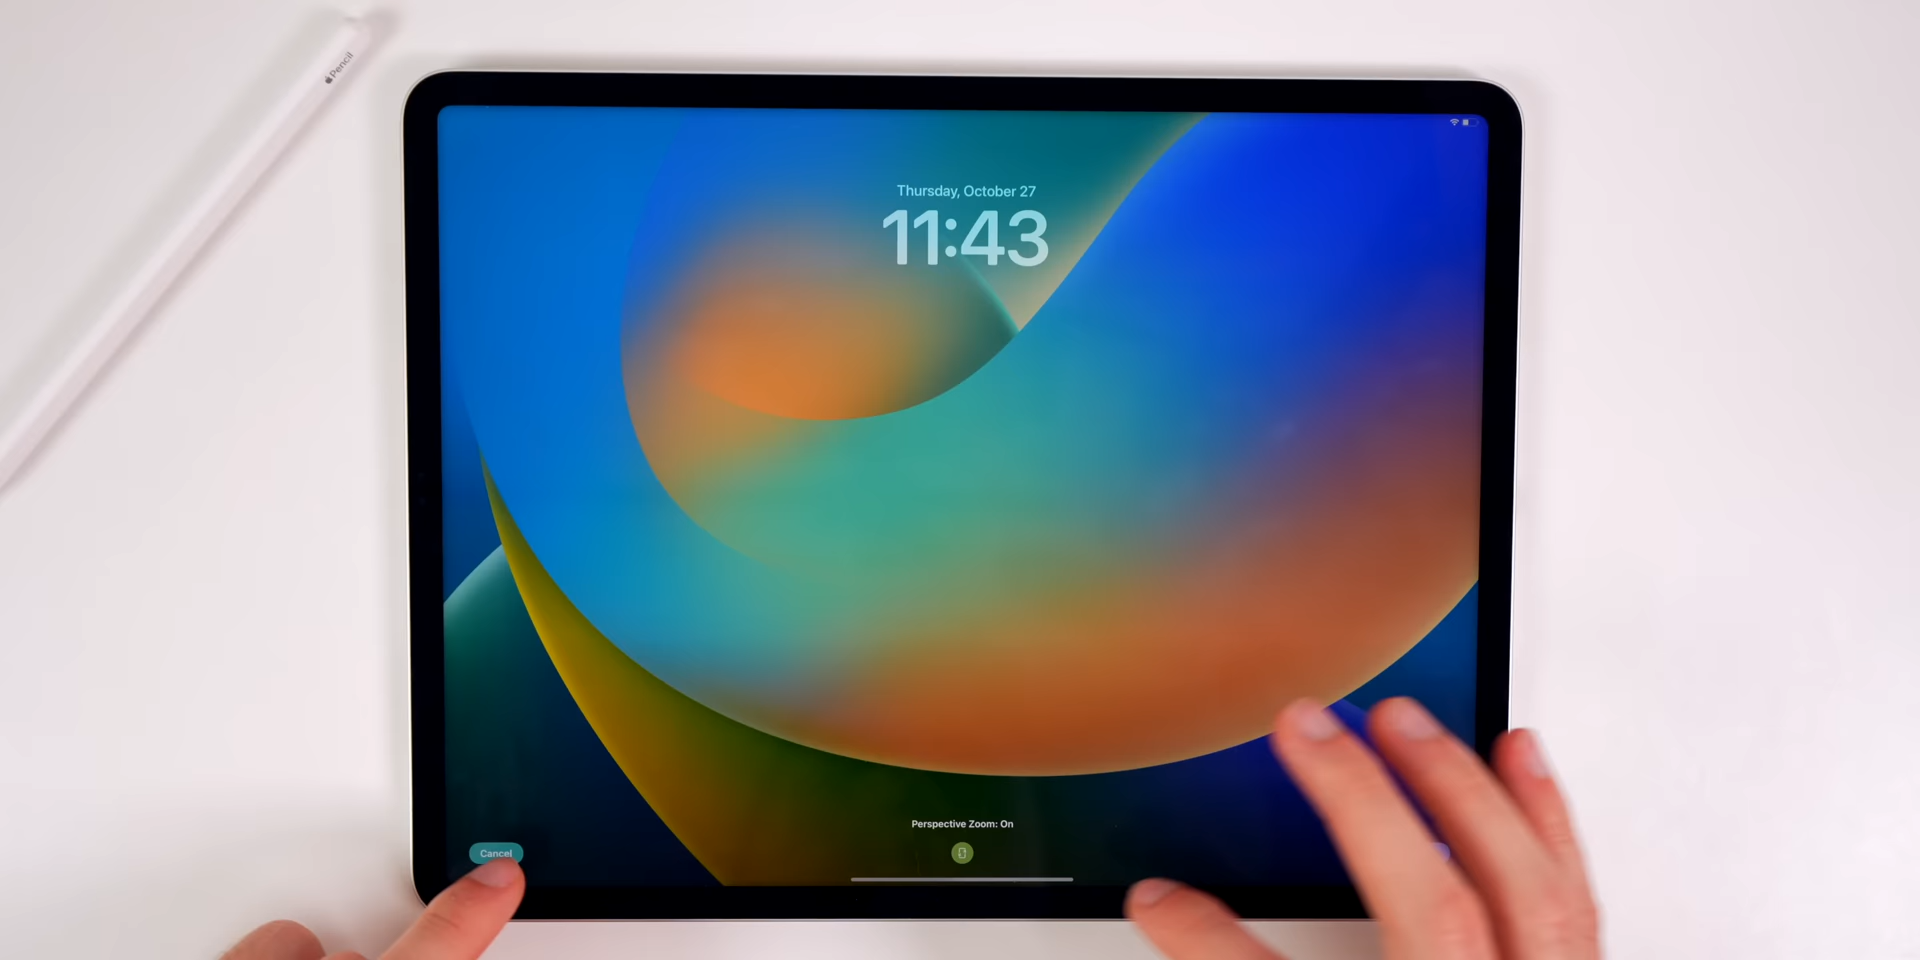 Pencil
Thursday, October 27
11:43
Perspective Zoom: On
Cancel